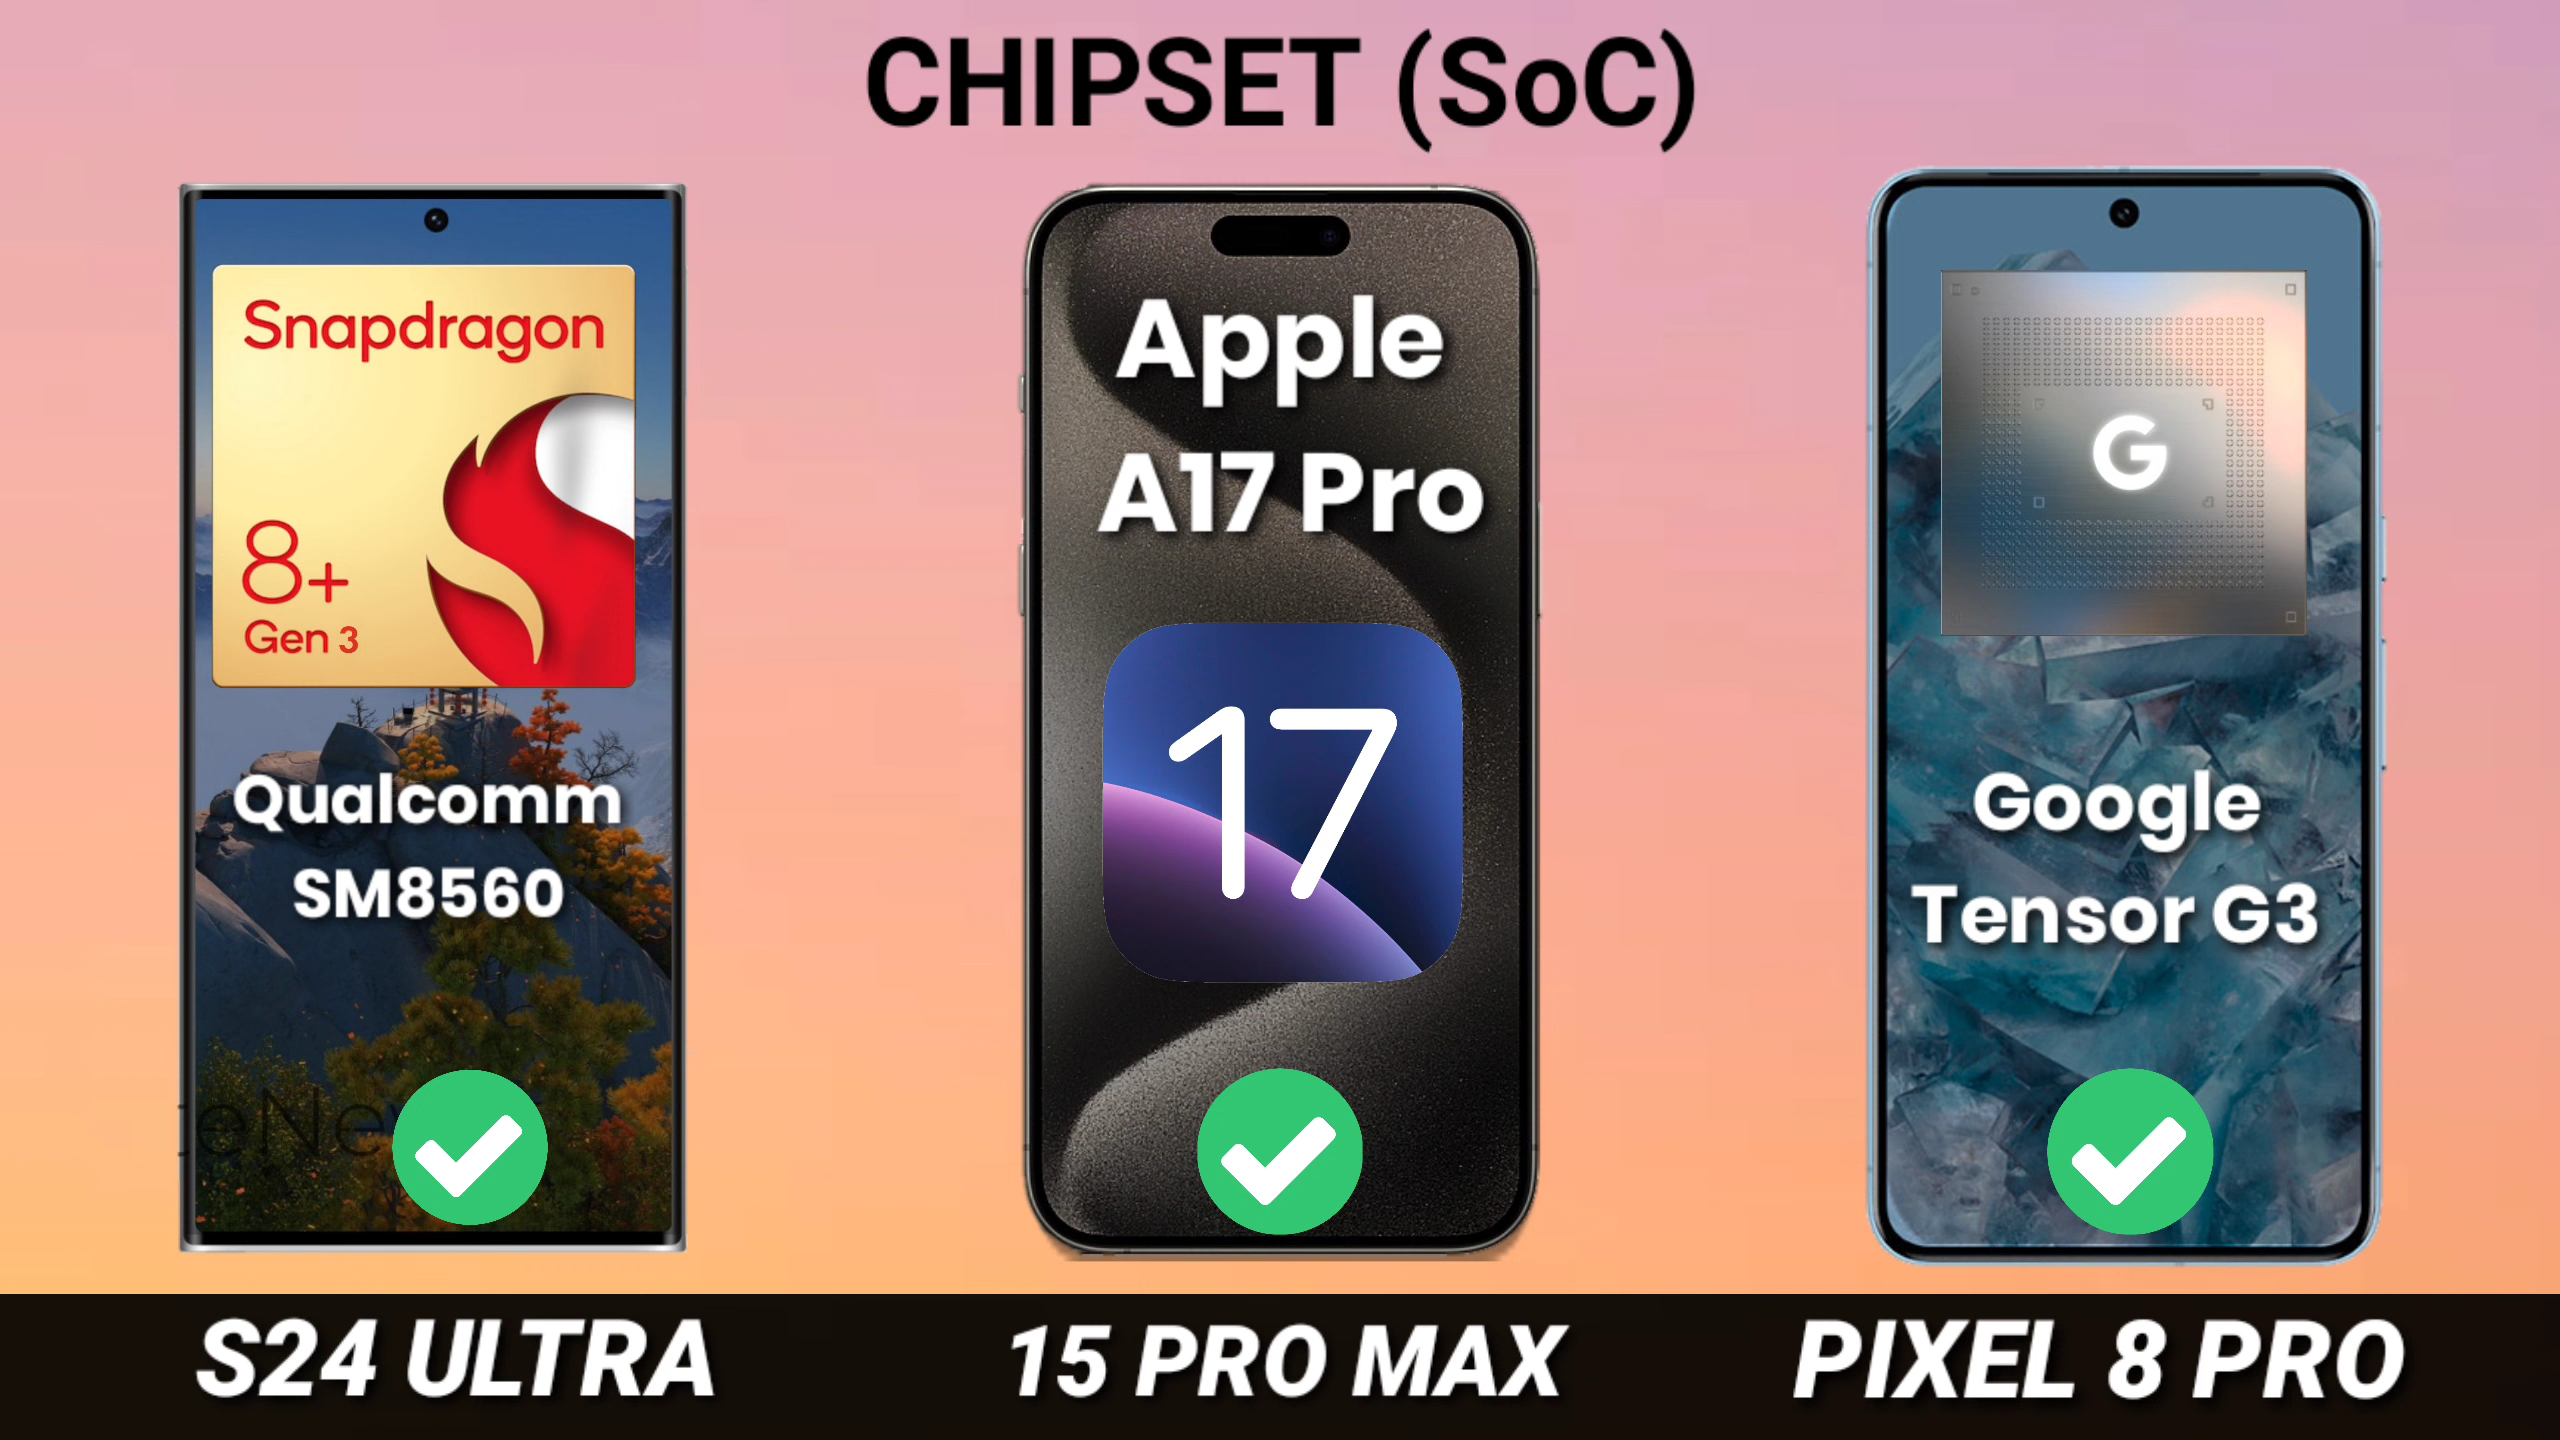 CHIPSET (SoC)
Snapdragon
8+
Gen 3
Qualcomm
SM8560
Apple
A17 Pro
17
G
Google
Tensor G3
eNe
S24 ULTRA
15 PRO MAX
PIXEL 8 PRO